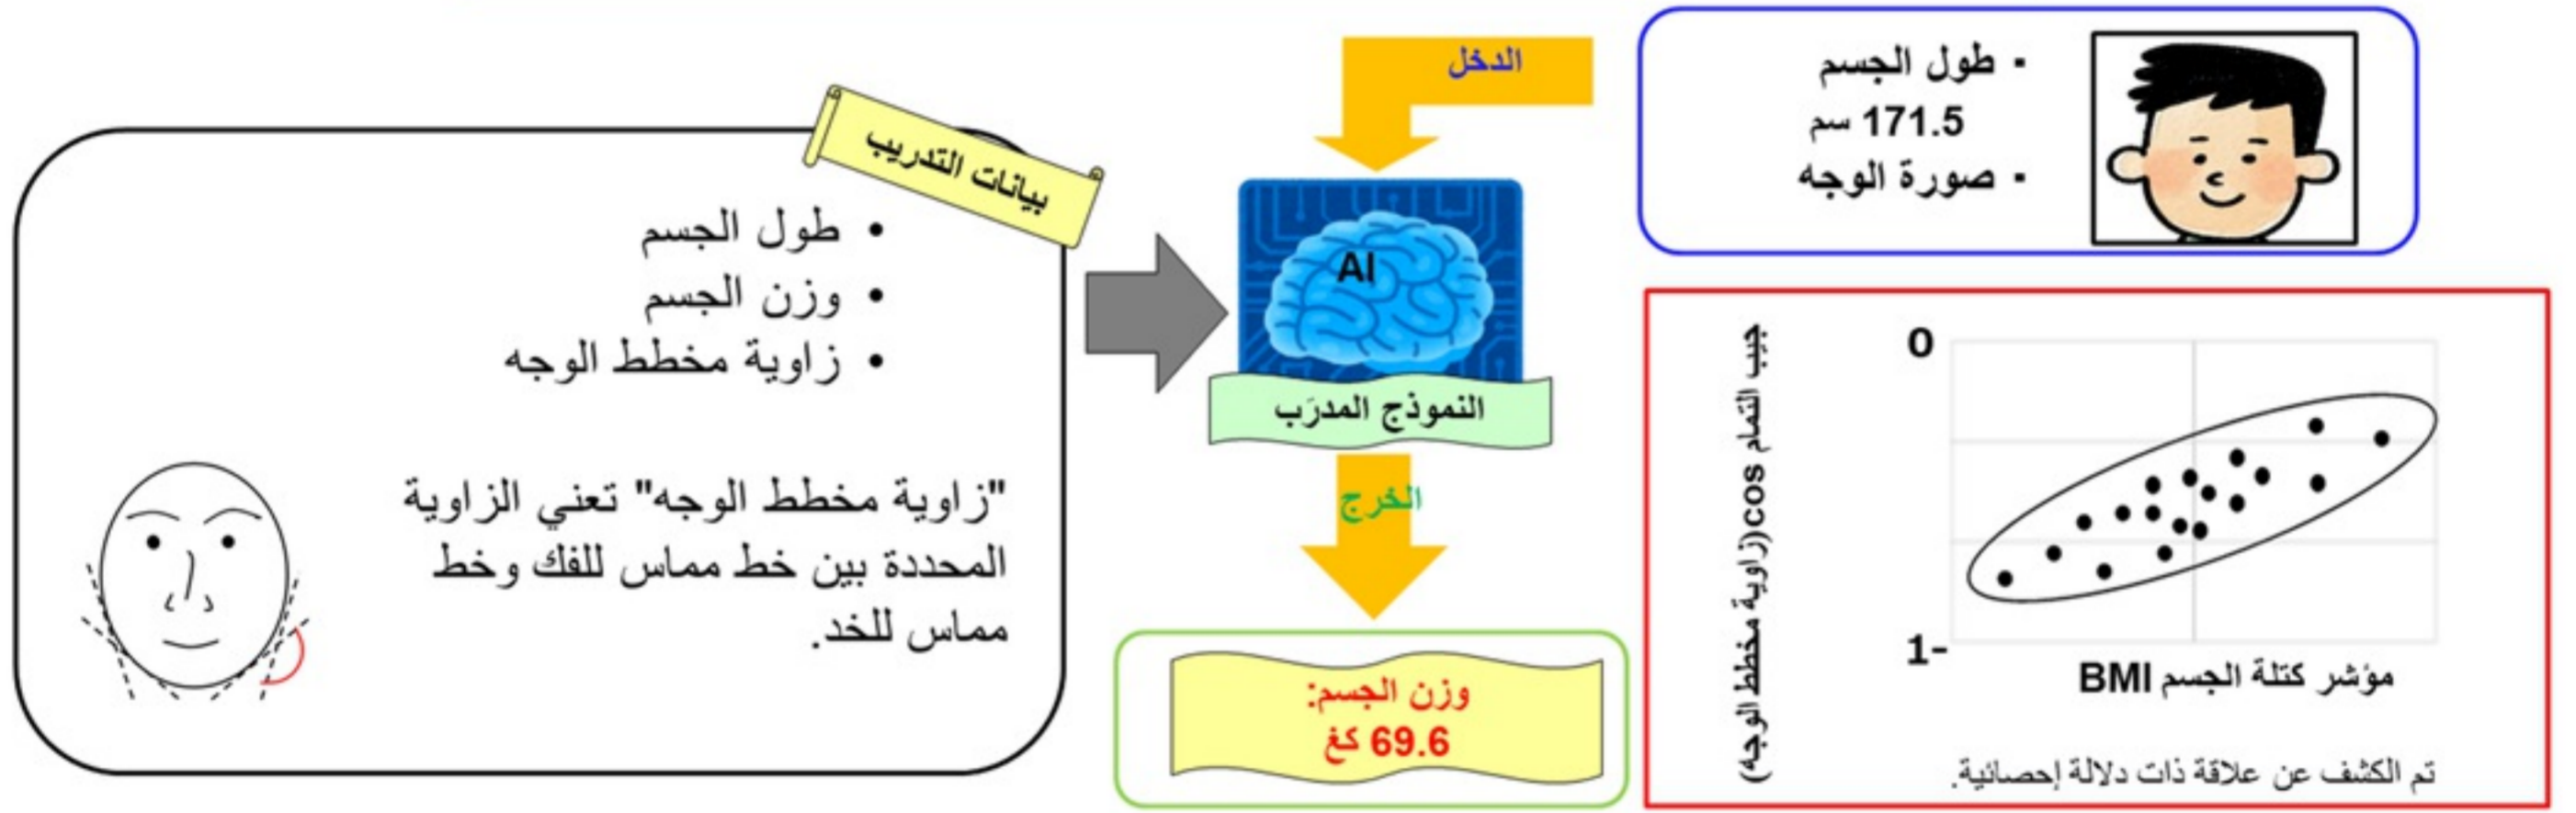 بيانات التدريب
• طول الجسم
• وزن الجسم
• زاوية مخطط الوجه
"زاوية مخطط الوجه" تعني الزاوية
المحددة بين خط مماس للفك وخط
مماس للخد.
الدخل
AI
النموذج المدرَب
الخرج
وزن الجسم:
69.6 كغ
▪ طول الجسم
171.5 سم
▪ صورة الوجه
0
جيب التمام cos(زاوية مخطط الوجه)
1-
مؤشر كتلة الجسم BMI
تم الكشف عن علاقة ذات دلالة إحصائية.